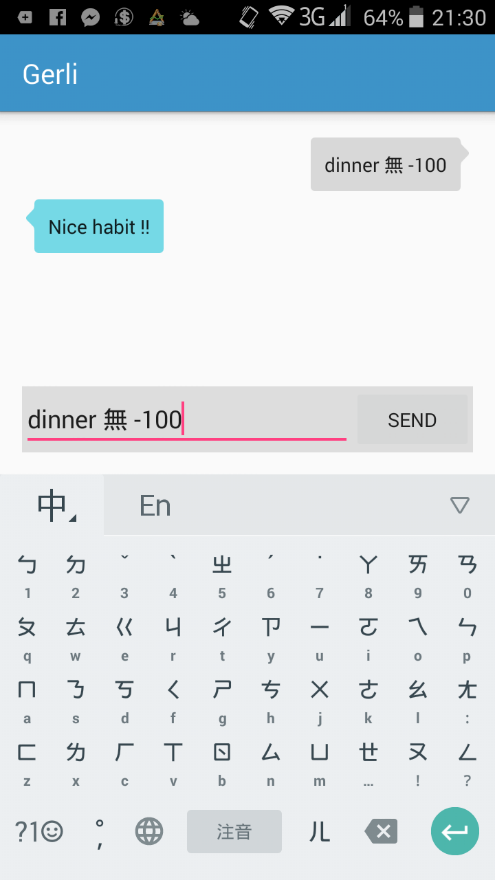 3G 64% 21:30
Gerli
dinner 無 -100
Nice habit !!
dinner 無 -100 SEND
中 En
ㄅ ㄉ ˇ ˋ ㄓ ˊ ˙ ㄚ ㄞ ㄢ
1 2 3 4 5 6 7 8 9 0
ㄆ ㄊ ㄍ ㄐ ㄔ ㄗ ㄧ ㄛ ㄟ ㄣ
q w e r t y u i o p
ㄇ ㄋ ㄎ ㄑ ㄕ ㄘ ㄨ ㄜ ㄠ ㄤ
a s d f g h j k l :
ㄈ ㄌ ㄏ ㄒ ㄖ ㄙ ㄩ ㄝ ㄡ ㄥ
z x c v b n m … ! ?
?1☺ °, 注音 ㄦ